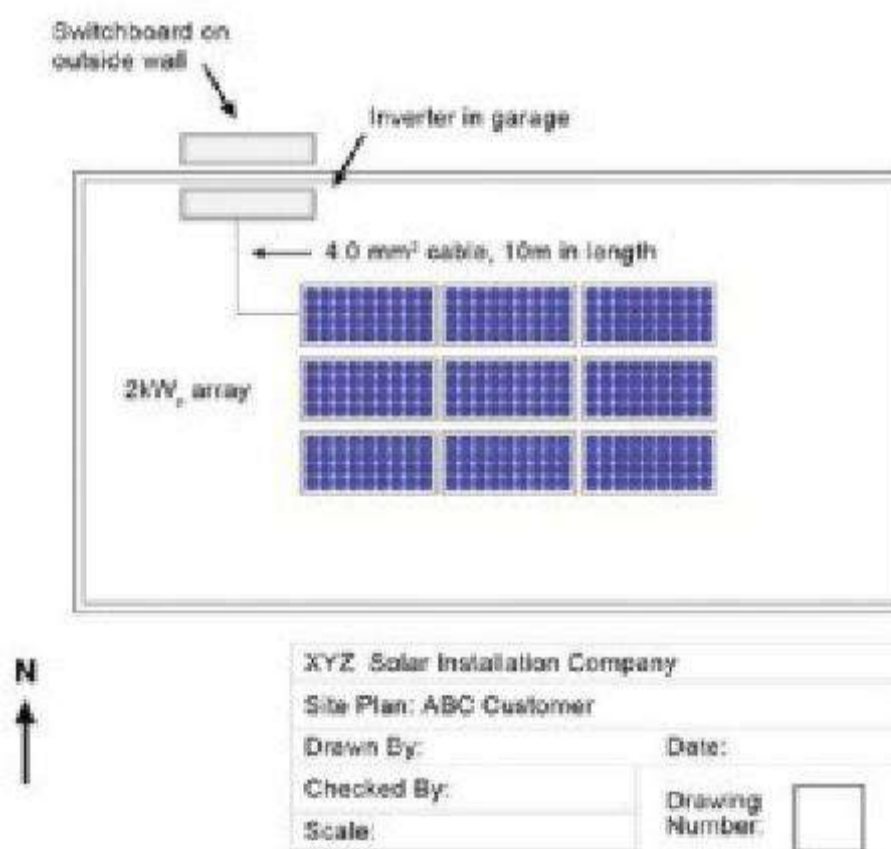 Switchboard on
outside wall
Inverter in garage
4.0 mm² cable, 10m in length
2kWₚ array
N
XYZ Solar Installation Company
Site Plan: ABC Customer
Drawn By:
Date:
Checked By:
Drawing
Number:
Scale: